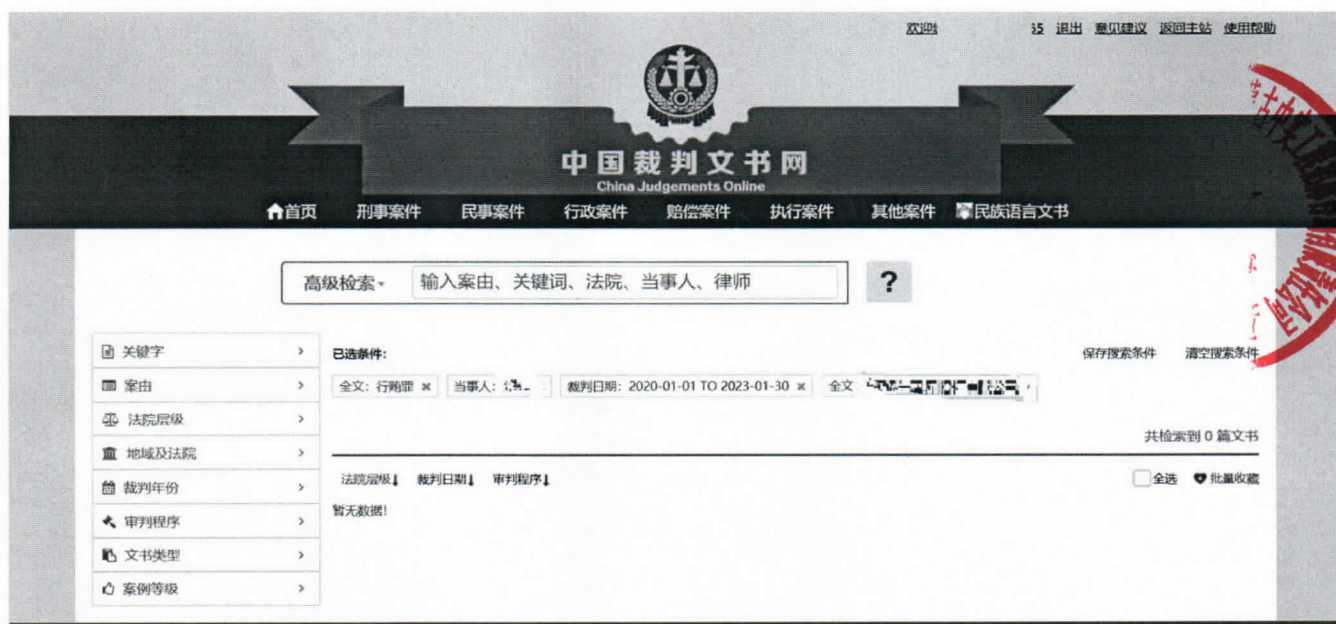 欢迎 55 退出 意见建议 返回主站 使用帮助
中国裁判文书网
China Judgements Online
首页 刑事案件 民事案件 行政案件 赔偿案件 执行案件 其他案件 民族语言文书
高级检索 输入案由、关键词、法院、当事人、律师 ?
关键字
案由
法院层级
地域及法院
裁判年份
审判程序
文书类型
案例等级
已选条件: 保存搜索条件 清空搜索条件
全文: 行贿罪 × 当事人: 裁判日期: 2020-01-01 TO 2023-01-30 × 全文
共检索到 0 篇文书
法院层级 裁判日期 审判程序 全选 批量收藏
暂无数据!